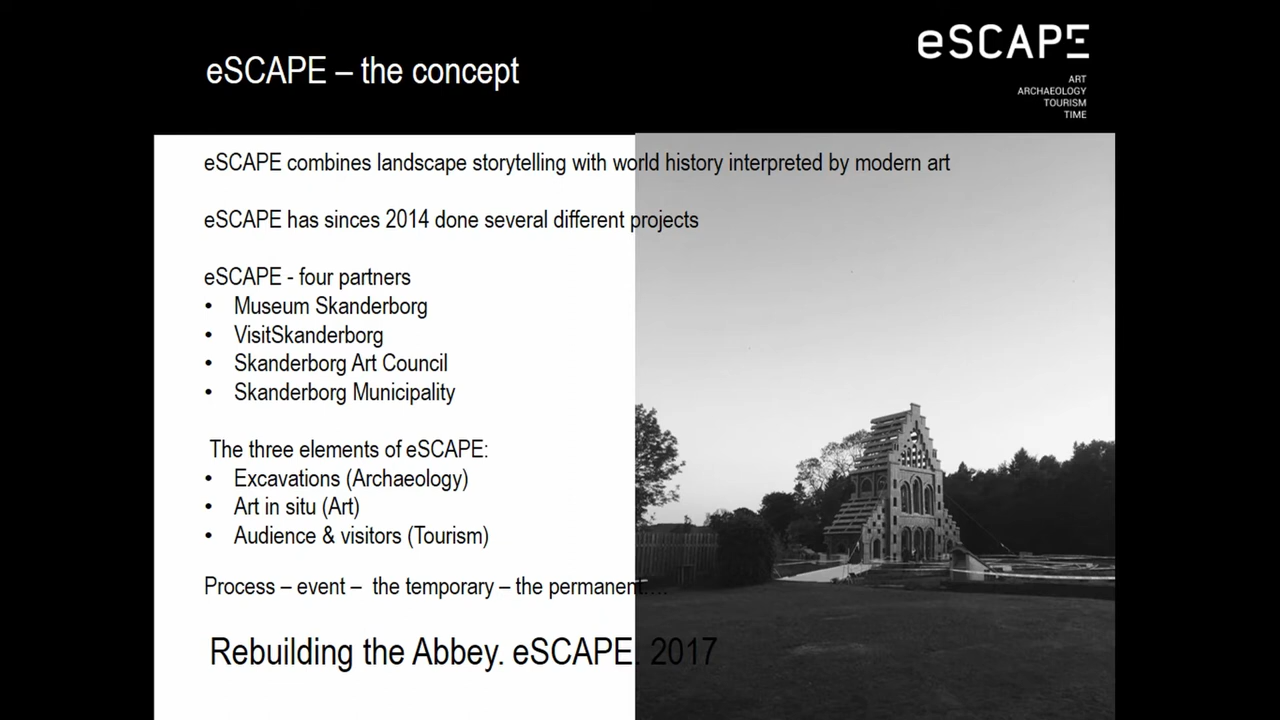 eSCAPE – the concept
eSCAPE
ART
ARCHAEOLOGY
TOURISM
TIME
eSCAPE combines landscape storytelling with world history interpreted by modern art
eSCAPE has sinces 2014 done several different projects
eSCAPE - four partners
• Museum Skanderborg
• VisitSkanderborg
• Skanderborg Art Council
• Skanderborg Municipality
The three elements of eSCAPE:
• Excavations (Archaeology)
• Art in situ (Art)
• Audience & visitors (Tourism)
Process – event – the temporary – the permanent....
Rebuilding the Abbey. eSCAPE. 2017